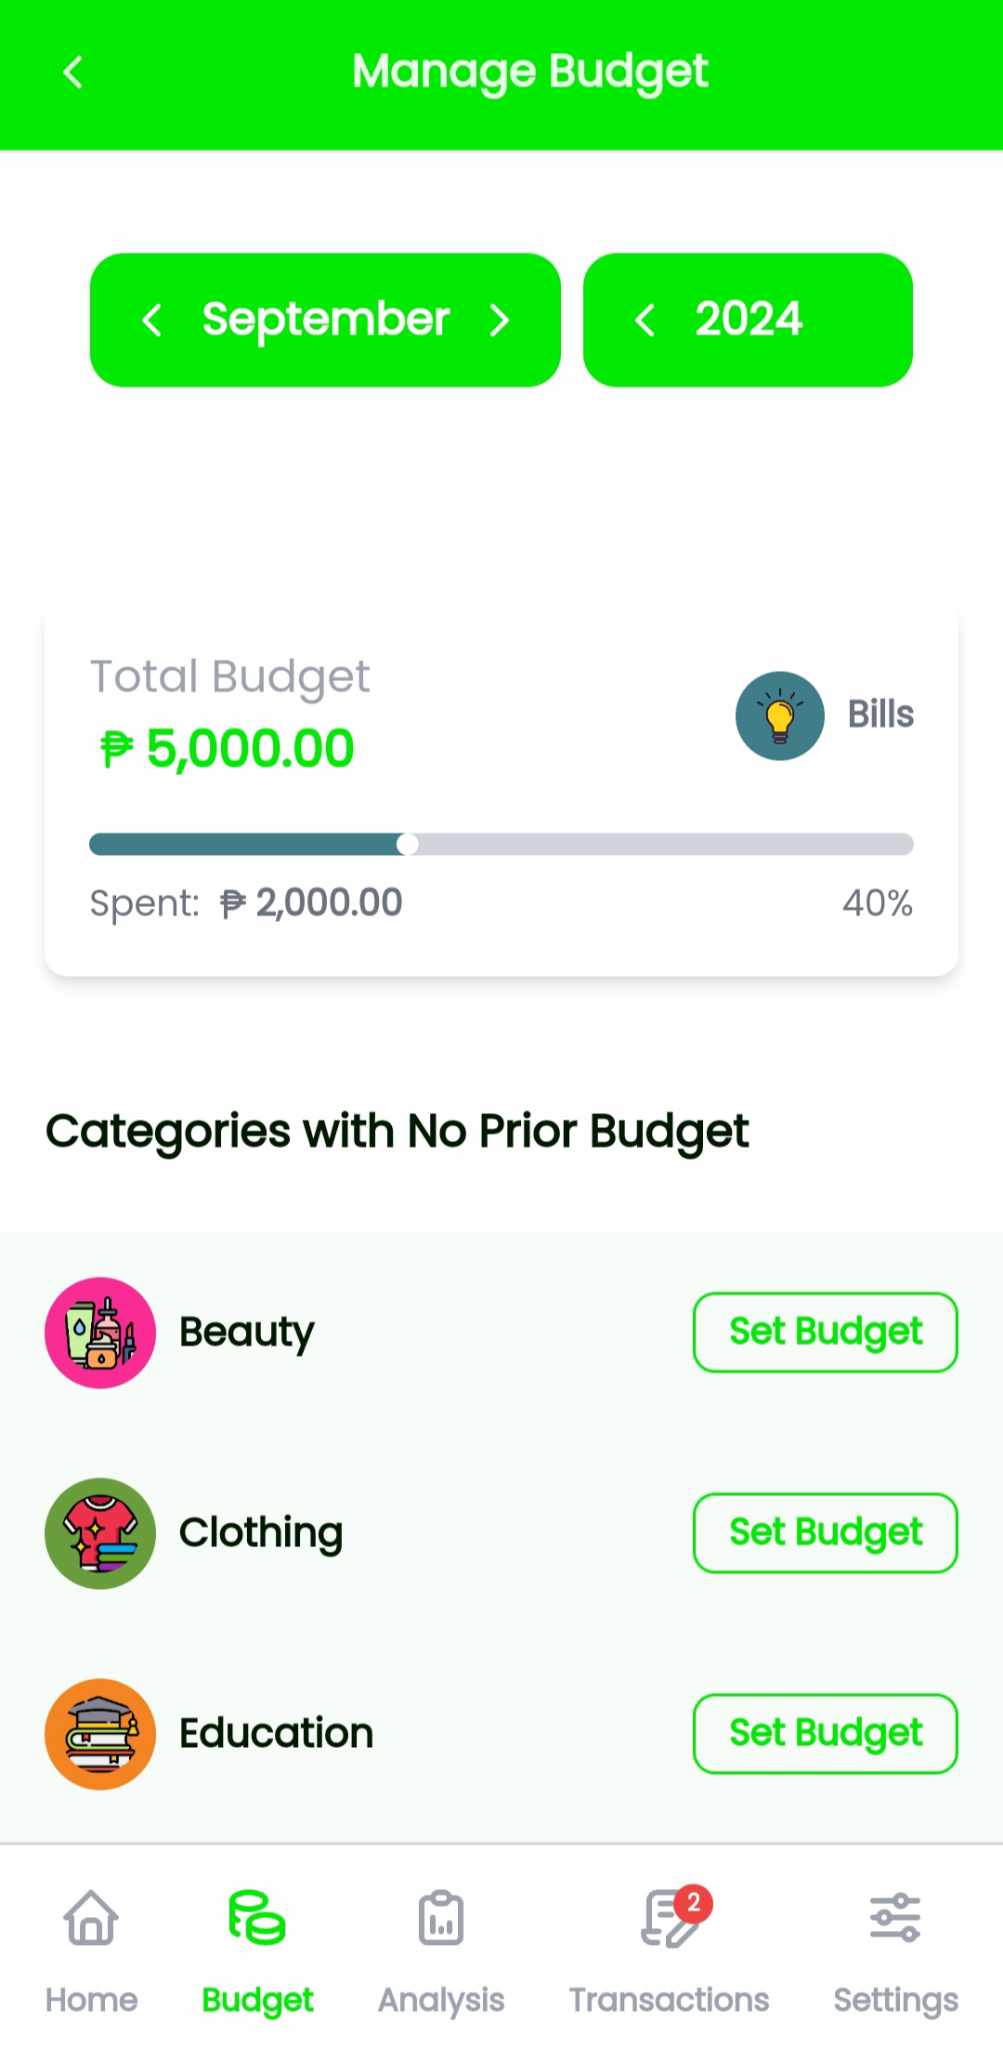 Manage Budget
September
2024
Total Budget
₱ 5,000.00
Bills
Spent: ₱ 2,000.00
40%
Categories with No Prior Budget
Beauty
Set Budget
Clothing
Set Budget
Education
Set Budget
2
Home
Budget
Analysis
Transactions
Settings